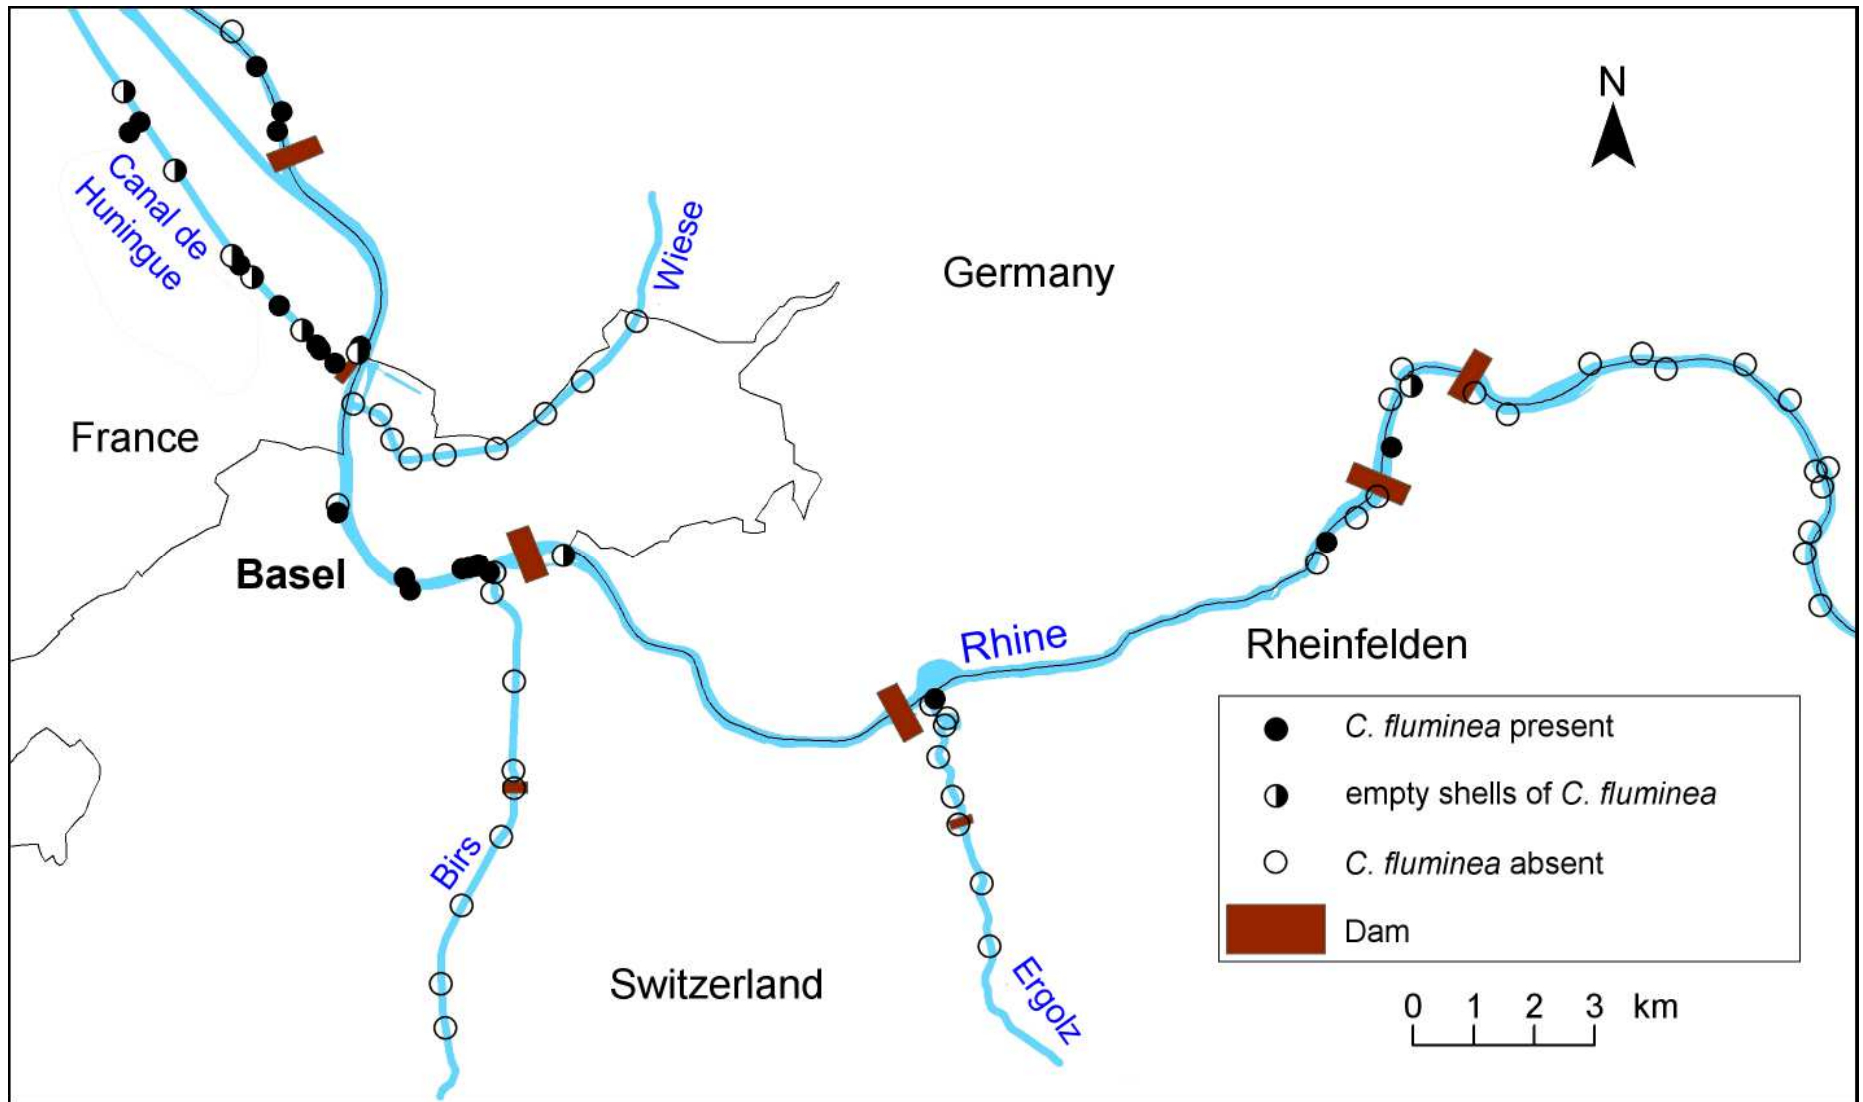 N
Canal de
Huningue
Wiese
Germany
France
Basel
Rhine
Rheinfelden
C. fluminea present
empty shells of C. fluminea
C. fluminea absent
Dam
Birs
Switzerland
Ergolz
0 1 2 3 km